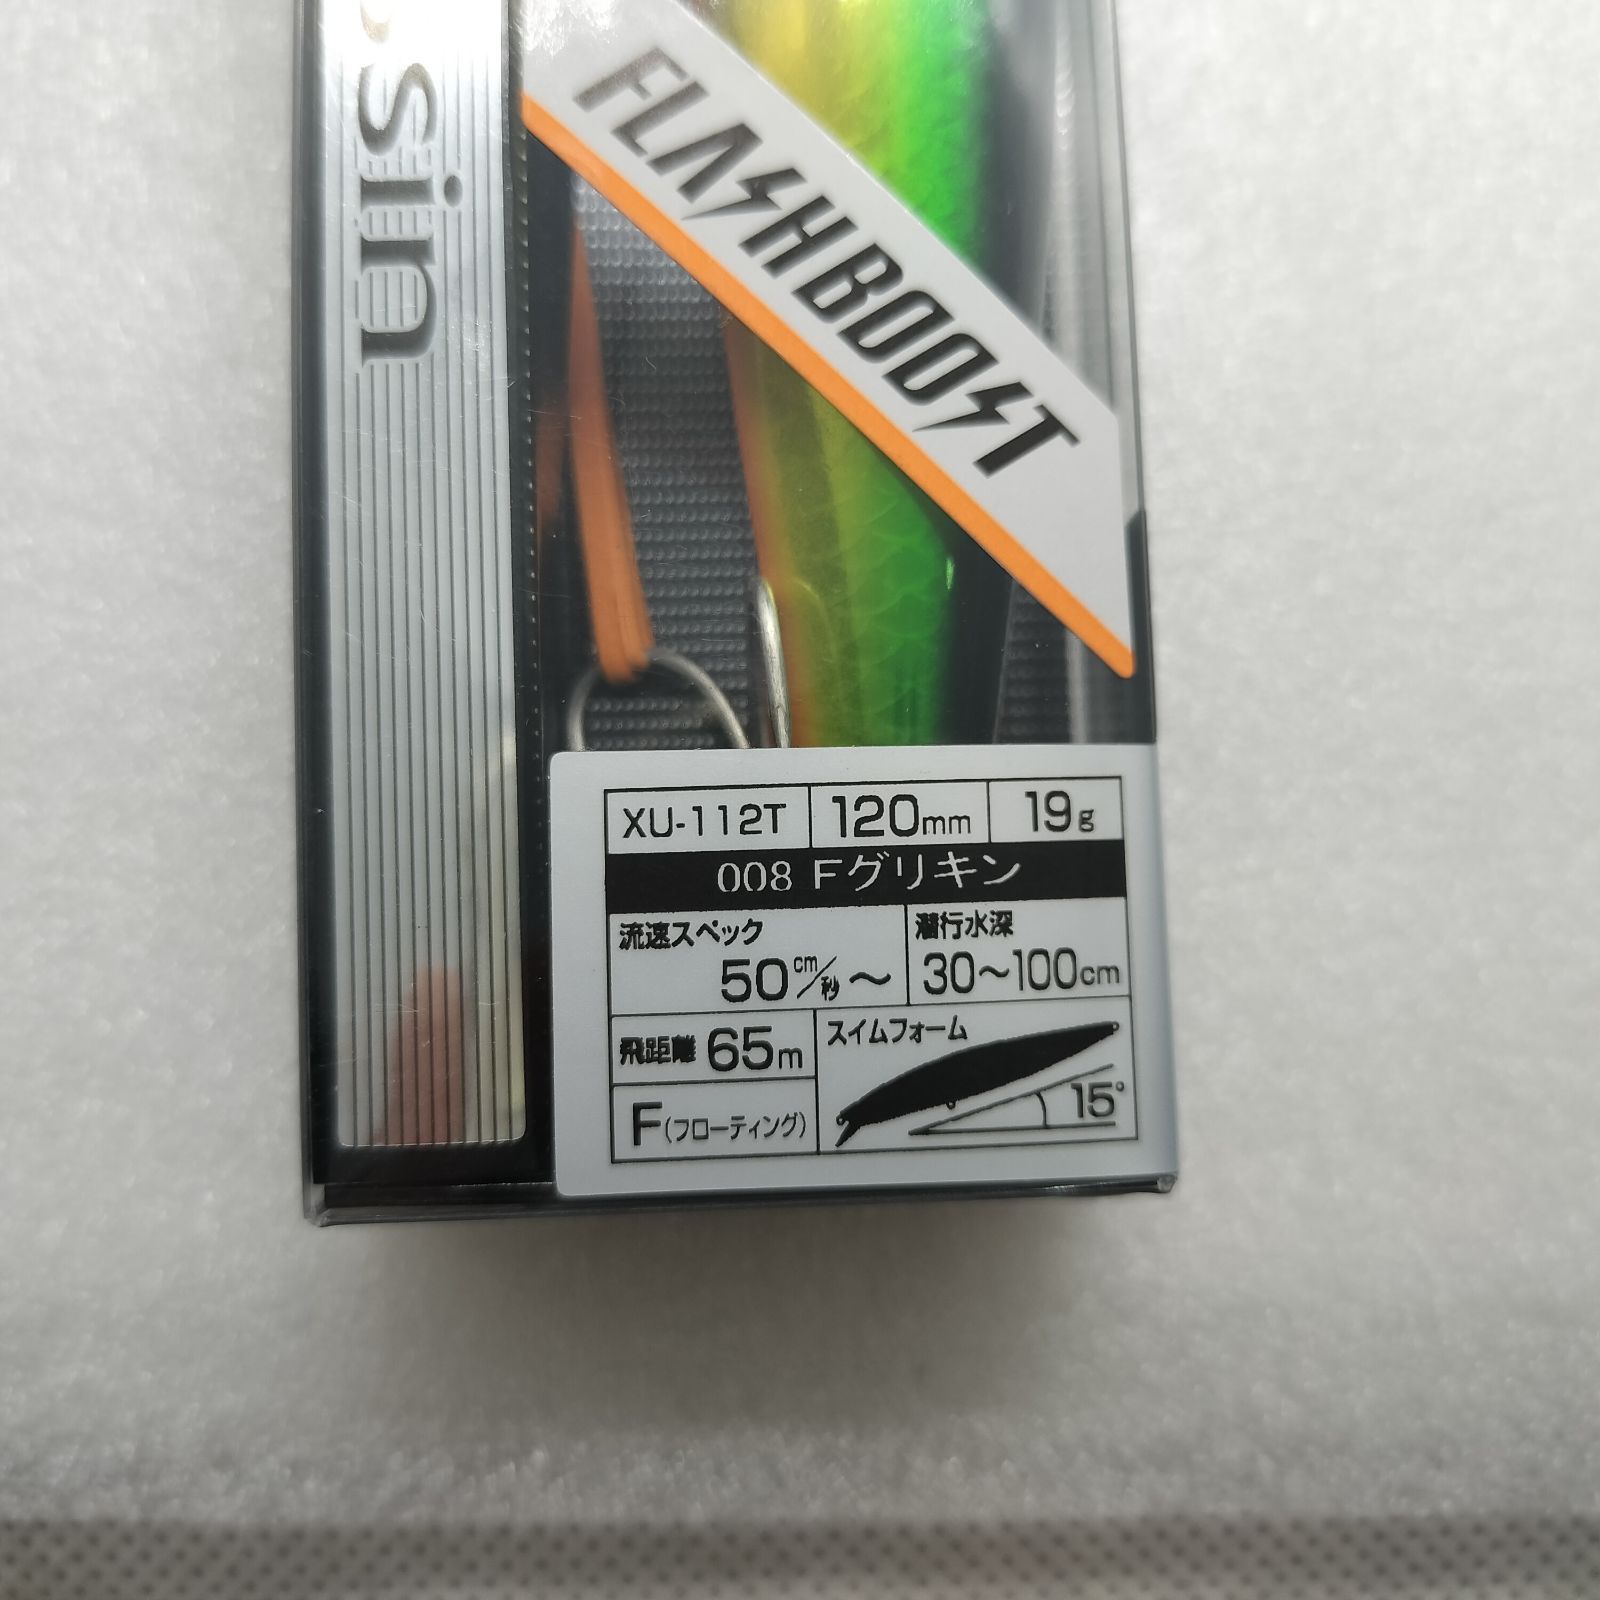 sin
FLASHBOOST
XU-112T 120mm 19g
008 Fグリキン
流速スペック 潜行水深
50cm/秒～ 30～100cm
飛距離 65m スイムフォーム
F(フローティング) 15°